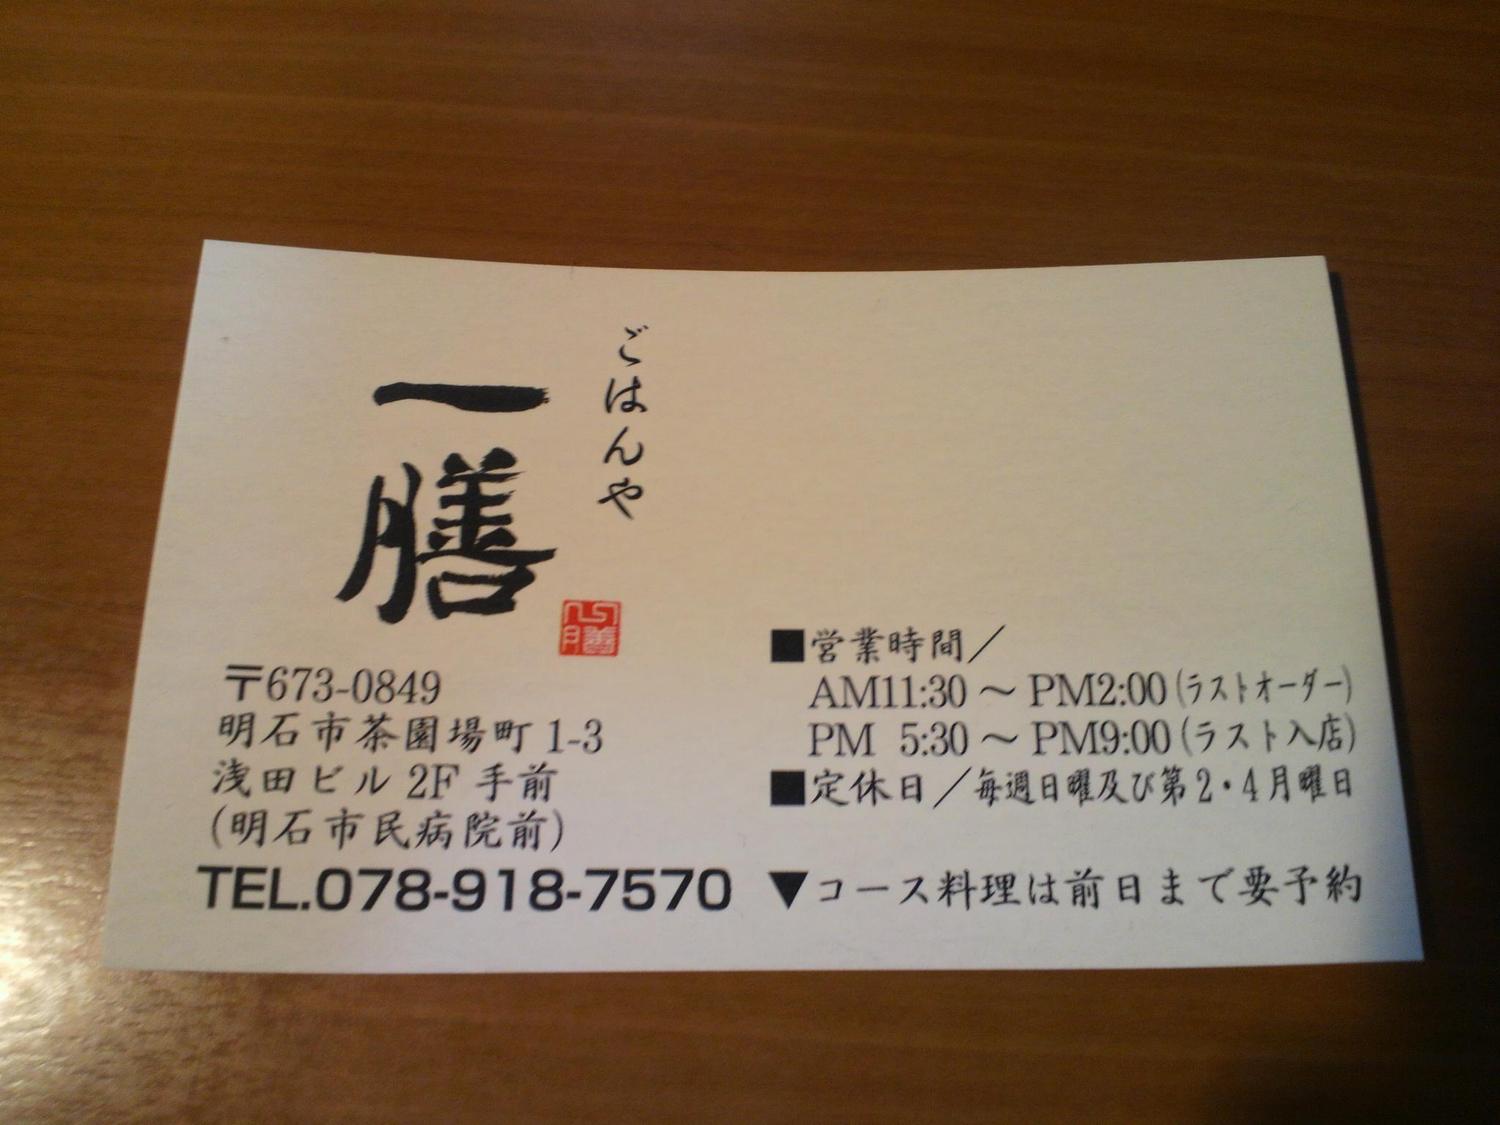 ごはんや
一膳
〒673-0849
明石市茶園場町1-3
浅田ビル2F手前
(明石市民病院前)
TEL.078-918-7570
■営業時間／
AM11:30～PM2:00(ラストオーダー)
PM 5:30～PM9:00(ラスト入店)
■定休日／毎週日曜及び第2・4月曜日
▼コース料理は前日まで要予約